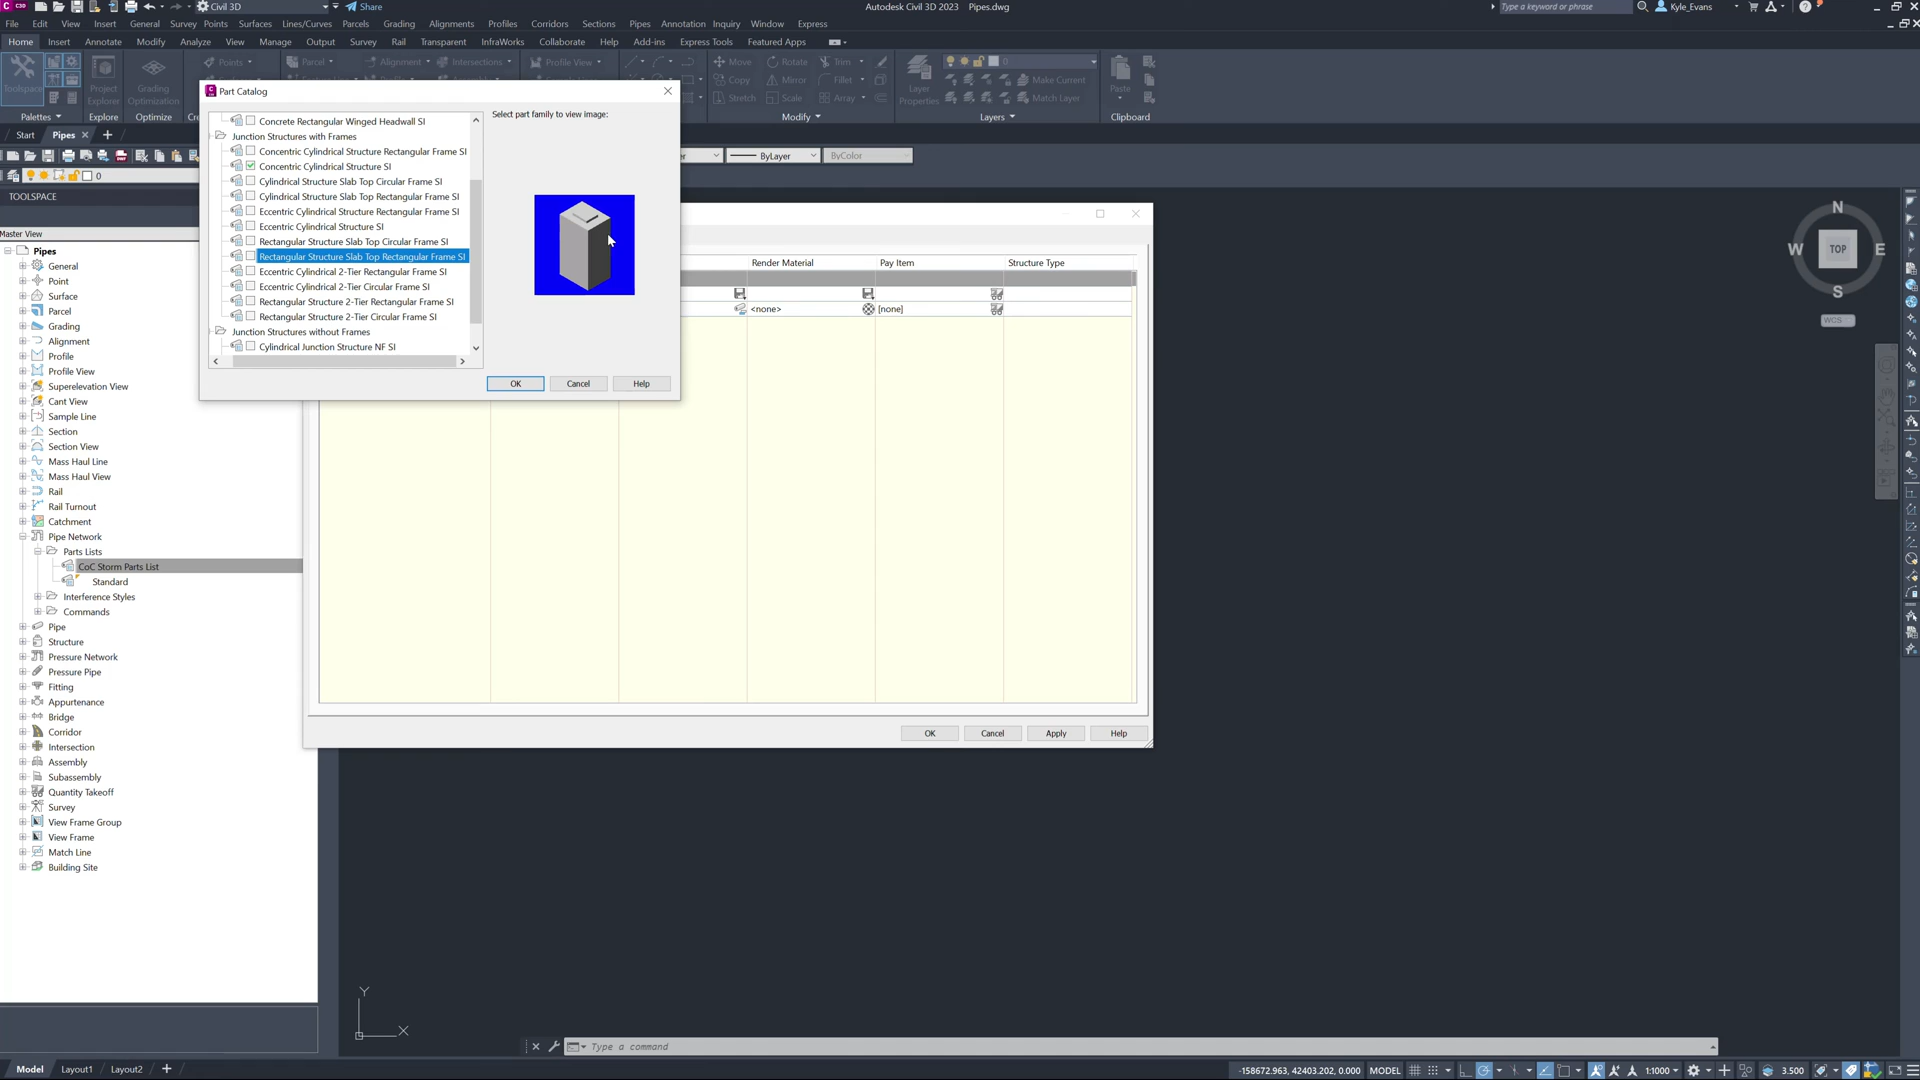 C3D Civil 3D Share Autodesk Civil 3D 2023 Pipes.dwg Type a keyword or phrase Kyle_Evans
File Edit View Insert General Survey Points Surfaces Lines/Curves Parcels Grading Alignments Profiles Corridors Sections Pipes Annotation Inquiry Window Express
Home Insert Annotate Modify Analyze View Manage Output Survey Rail Transparent InfraWorks Collaborate Help Add-ins Express Tools Featured Apps
Points Parcel Alignment Intersections Profile View Move Rotate Trim 0
Toolspace Project Explorer Grading Optimization Copy Mirror Fillet Layer Properties Make Current Paste
Stretch Scale Array Match Layer
Palettes Explore Optimize Modify Layers Clipboard
Start Pipes
ByLayer ByColor
0
TOOLSPACE
Master View
Pipes
General
Point
Surface
Parcel
Grading
Alignment
Profile
Profile View
Superelevation View
Cant View
Sample Line
Section
Section View
Mass Haul Line
Mass Haul View
Rail
Rail Turnout
Catchment
Pipe Network
Parts Lists
CoC Storm Parts List
Standard
Interference Styles
Commands
Pipe
Structure
Pressure Network
Pressure Pipe
Fitting
Appurtenance
Bridge
Corridor
Intersection
Assembly
Subassembly
Quantity Takeoff
Survey
View Frame Group
View Frame
Match Line
Building Site
Part Catalog
Select part family to view image:
Concrete Rectangular Winged Headwall SI
Junction Structures with Frames
Concentric Cylindrical Structure Rectangular Frame SI
Concentric Cylindrical Structure SI
Cylindrical Structure Slab Top Circular Frame SI
Cylindrical Structure Slab Top Rectangular Frame SI
Eccentric Cylindrical Structure Rectangular Frame SI
Eccentric Cylindrical Structure SI
Rectangular Structure Slab Top Circular Frame SI
Rectangular Structure Slab Top Rectangular Frame SI
Eccentric Cylindrical 2-Tier Rectangular Frame SI
Eccentric Cylindrical 2-Tier Circular Frame SI
Rectangular Structure 2-Tier Rectangular Frame SI
Rectangular Structure 2-Tier Circular Frame SI
Junction Structures without Frames
Cylindrical Junction Structure NF SI
OK Cancel Help
Render Material Pay Item Structure Type
<none> [none]
OK Cancel Apply Help
N
W TOP E
S
WCS
Y
X
Type a command
Model Layout1 Layout2
-158672.963, 42403.202, 0.000 MODEL 1:1000 3.500